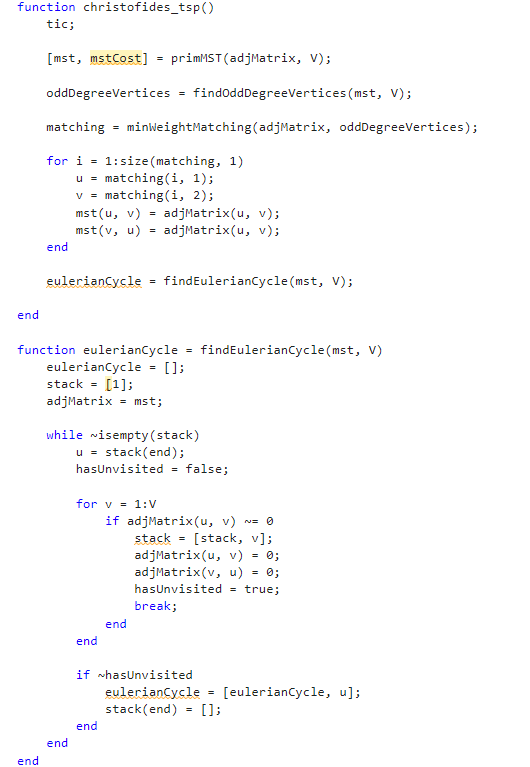 function christofides_tsp()
    tic;
    [mst, mstCost] = primMST(adjMatrix, V);
    oddDegreeVertices = findOddDegreeVertices(mst, V);
    matching = minWeightMatching(adjMatrix, oddDegreeVertices);
    for i = 1:size(matching, 1)
        u = matching(i, 1);
        v = matching(i, 2);
        mst(u, v) = adjMatrix(u, v);
        mst(v, u) = adjMatrix(u, v);
    end
    eulerianCycle = findEulerianCycle(mst, V);
end
function eulerianCycle = findEulerianCycle(mst, V)
    eulerianCycle = [];
    stack = [1];
    adjMatrix = mst;
    while ~isempty(stack)
        u = stack(end);
        hasUnvisited = false;
        for v = 1:V
            if adjMatrix(u, v) ~= 0
                stack = [stack, v];
                adjMatrix(u, v) = 0;
                adjMatrix(v, u) = 0;
                hasUnvisited = true;
                break;
            end
        end
        if ~hasUnvisited
            eulerianCycle = [eulerianCycle, u];
            stack(end) = [];
        end
    end
end